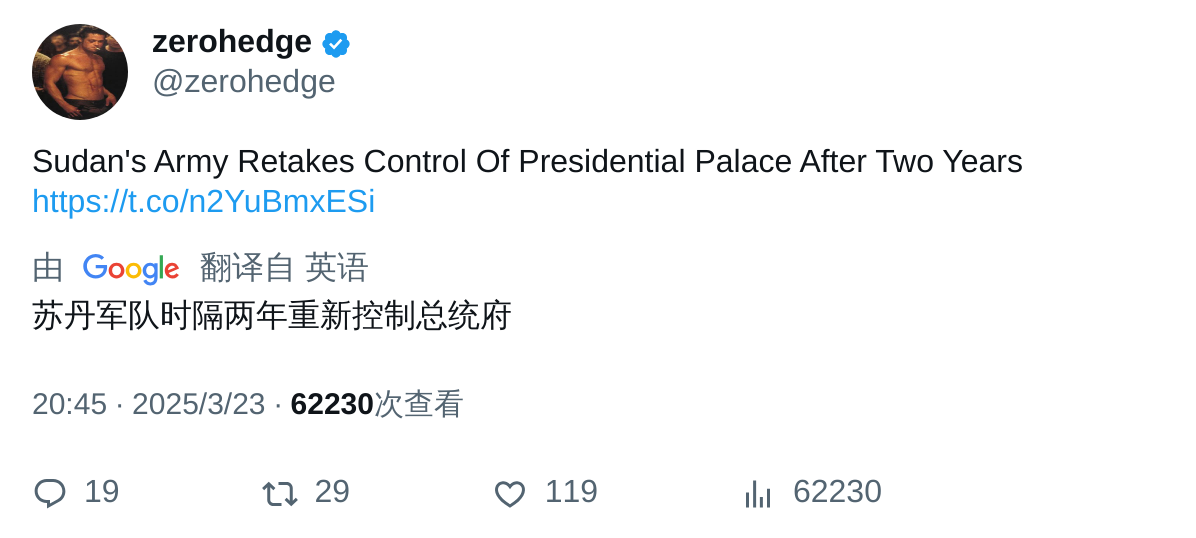 zerohedge
@zerohedge
Sudan's Army Retakes Control Of Presidential Palace After Two Years
https://t.co/n2YuBmxESi
由 Google 翻译自 英语
苏丹军队时隔两年重新控制总统府
20:45 · 2025/3/23 · 62230次查看
19 29 119 62230